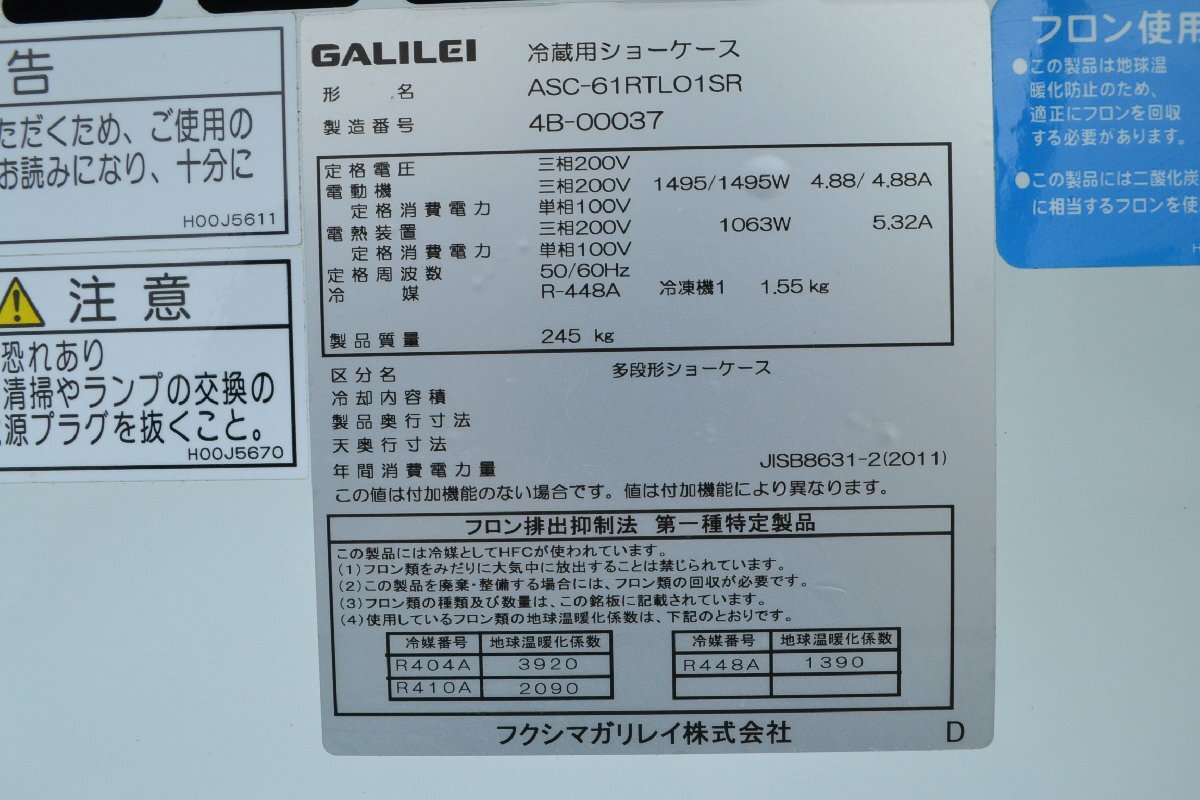 告
ただくため、ご使用の
お読みになり、十分に
H00J5611
注意
恐れあり
清掃やランプの交換の
源プラグを抜くこと。
H00J5670
GALILEI 冷蔵用ショーケース
形名 ASC-61RTLO1SR
製造番号 4B-00037
定格電圧 三相200V
電動機 三相200V 1495/1495W 4.88/ 4.88A
定格消費電力 単相100V
電熱装置 三相200V 1063W 5.32A
定格消費電力 単相100V
定格周波数 50/60Hz
冷媒 R-448A 冷凍機1 1.55 kg
製品質量 245 kg
区分名 多段形ショーケース
冷却内容積
製品奥行寸法
天奥行寸法
年間消費電力量 JISB8631-2(2011)
この値は付加機能のない場合です。値は付加機能により異なります。
フロン排出抑制法 第一種特定製品
この製品には冷媒としてHFCが使われています。
(1)フロン類をみだりに大気中に放出することは禁じられています。
(2)この製品を廃棄・整備する場合には、フロン類の回収が必要です。
(3)フロン類の種類及び数量は、この銘板に記載されています。
(4)使用しているフロン類の地球温暖化係数は、下記のとおりです。
冷媒番号 地球温暖化係数 冷媒番号 地球温暖化係数
R404A 3920 R448A 1390
R410A 2090
フクシマガリレイ株式会社 D
フロン使用
●この製品は地球温
暖化防止のため、
適正にフロンを回収
する必要があります。
●この製品には二酸化炭
に相当するフロンを使
H